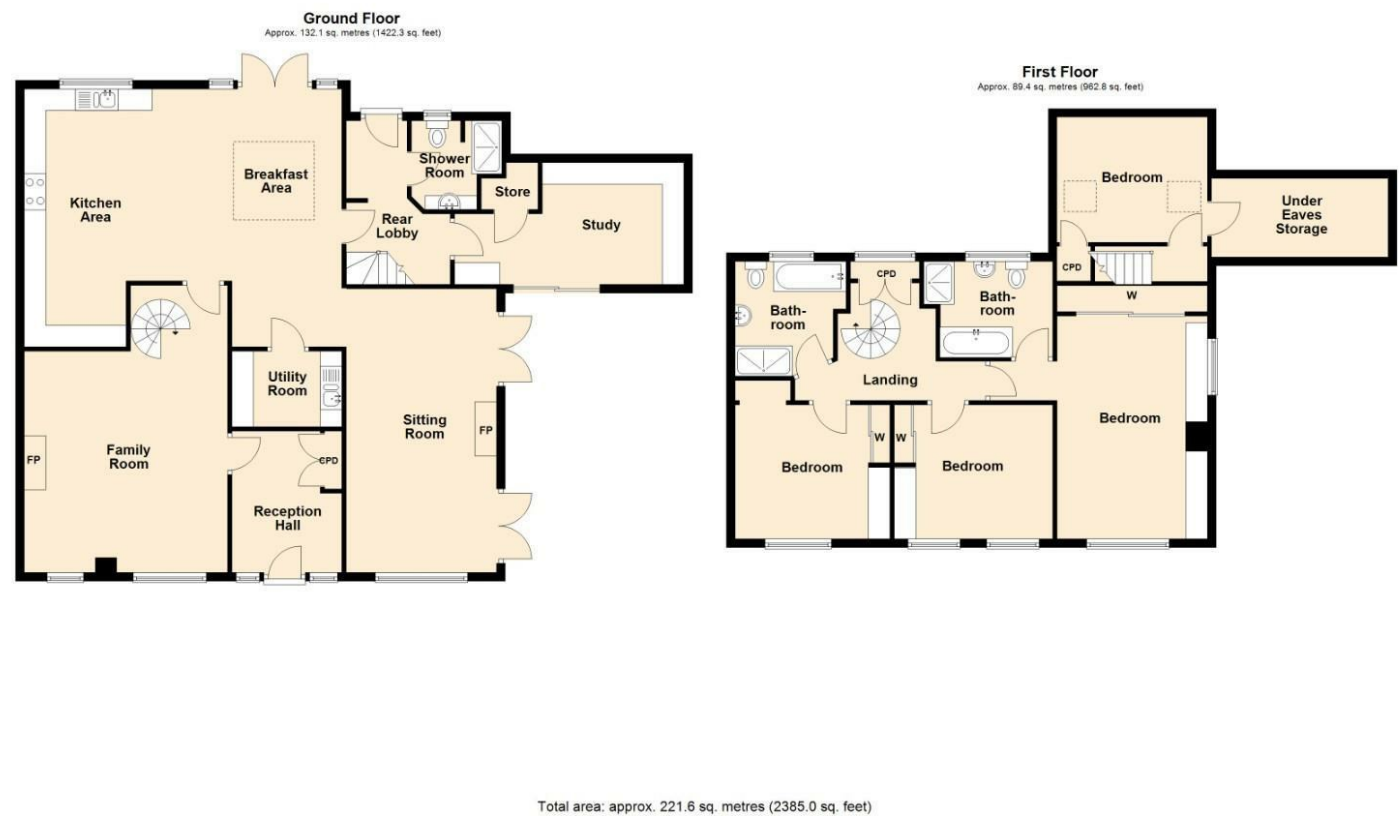 Ground Floor
Approx. 132.1 sq. metres (1422.3 sq. feet)
Kitchen
Area
Breakfast
Area
Shower
Room
Store
Rear
Lobby
Study
Utility
Room
Sitting
Room
FP
Family
Room
FP
CPD
Reception
Hall
First Floor
Approx. 89.4 sq. metres (962.8 sq. feet)
Bedroom
Under
Eaves
Storage
CPD
W
CPD
Bath-
room
Bath-
room
Landing
Bedroom
W
W
Bedroom
Bedroom
Total area: approx. 221.6 sq. metres (2385.0 sq. feet)